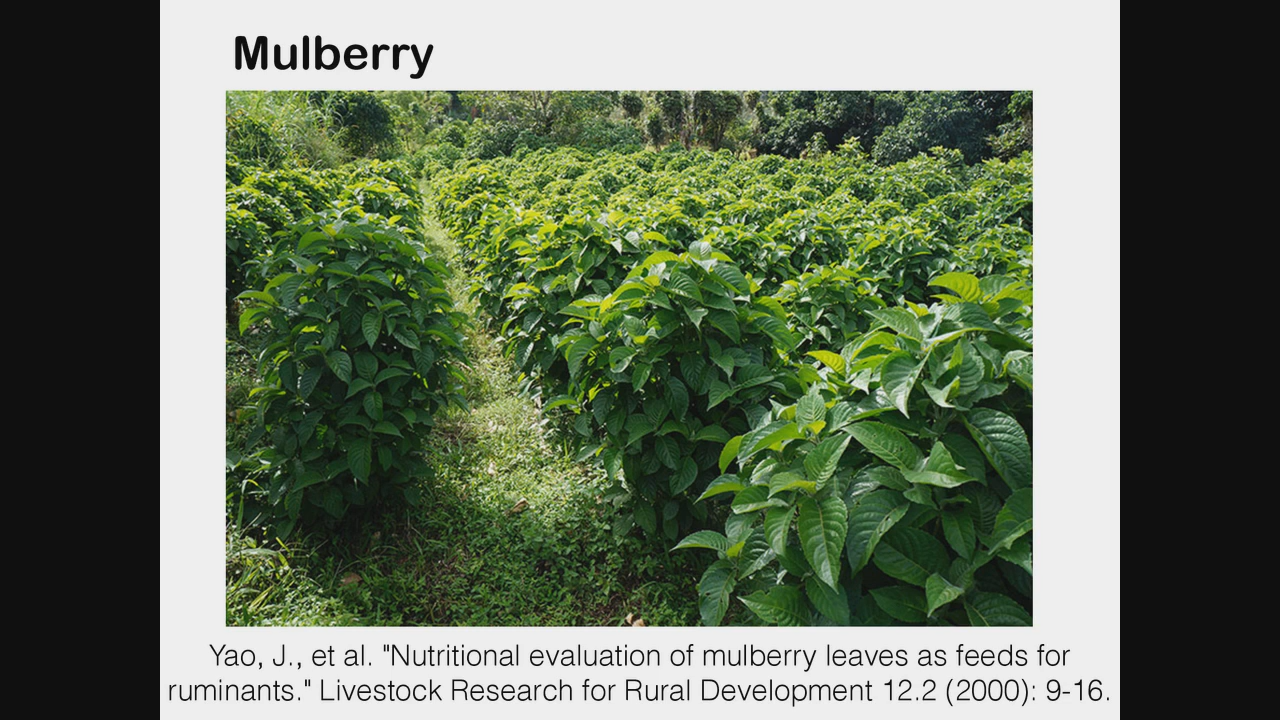 Mulberry
Yao, J., et al. "Nutritional evaluation of mulberry leaves as feeds for
ruminants." Livestock Research for Rural Development 12.2 (2000): 9-16.